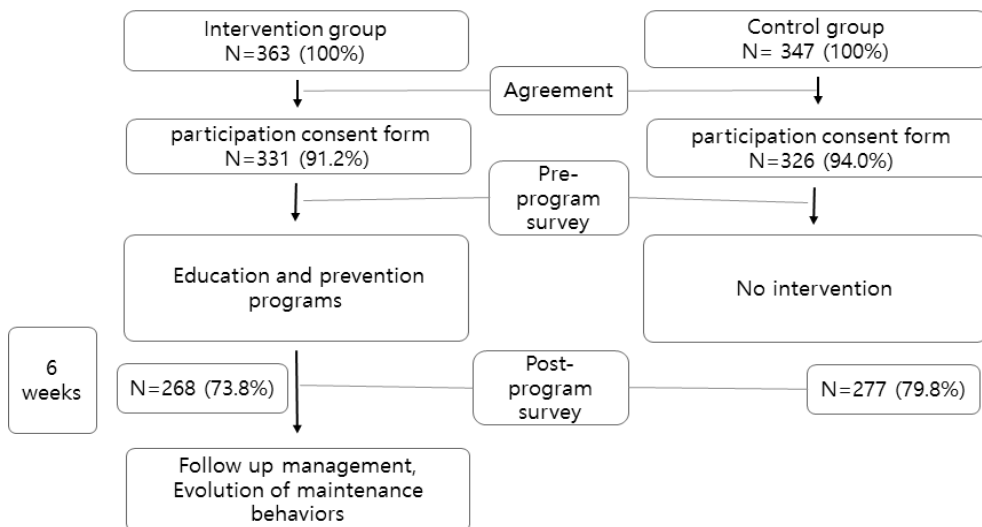 Intervention group
N=363 (100%)
Control group
N= 347 (100%)
Agreement
participation consent form
N=331 (91.2%)
participation consent form
N=326 (94.0%)
Pre-
program
survey
Education and prevention
programs
No intervention
6
weeks
N=268 (73.8%)
Post-
program
survey
N=277 (79.8%)
Follow up management,
Evolution of maintenance
behaviors